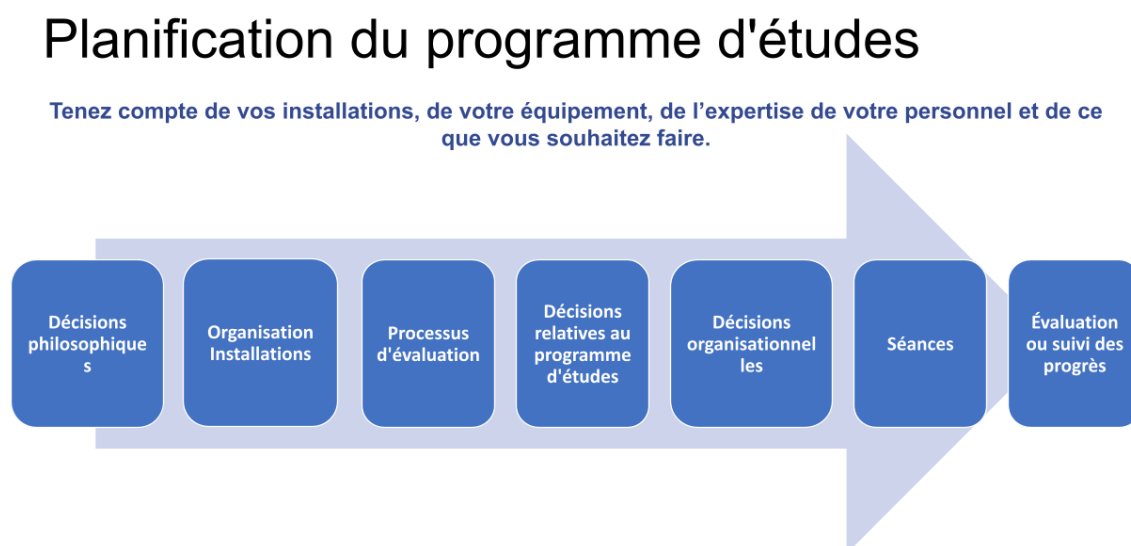 Planification du programme d'études
Tenez compte de vos installations, de votre équipement, de l’expertise de votre personnel et de ce
que vous souhaitez faire.
Décisions
philosophique
s
Organisation
Installations
Processus
d'évaluation
Décisions
relatives au
programme
d'études
Décisions
organisationnel
les
Séances
Évaluation
ou suivi des
progrès